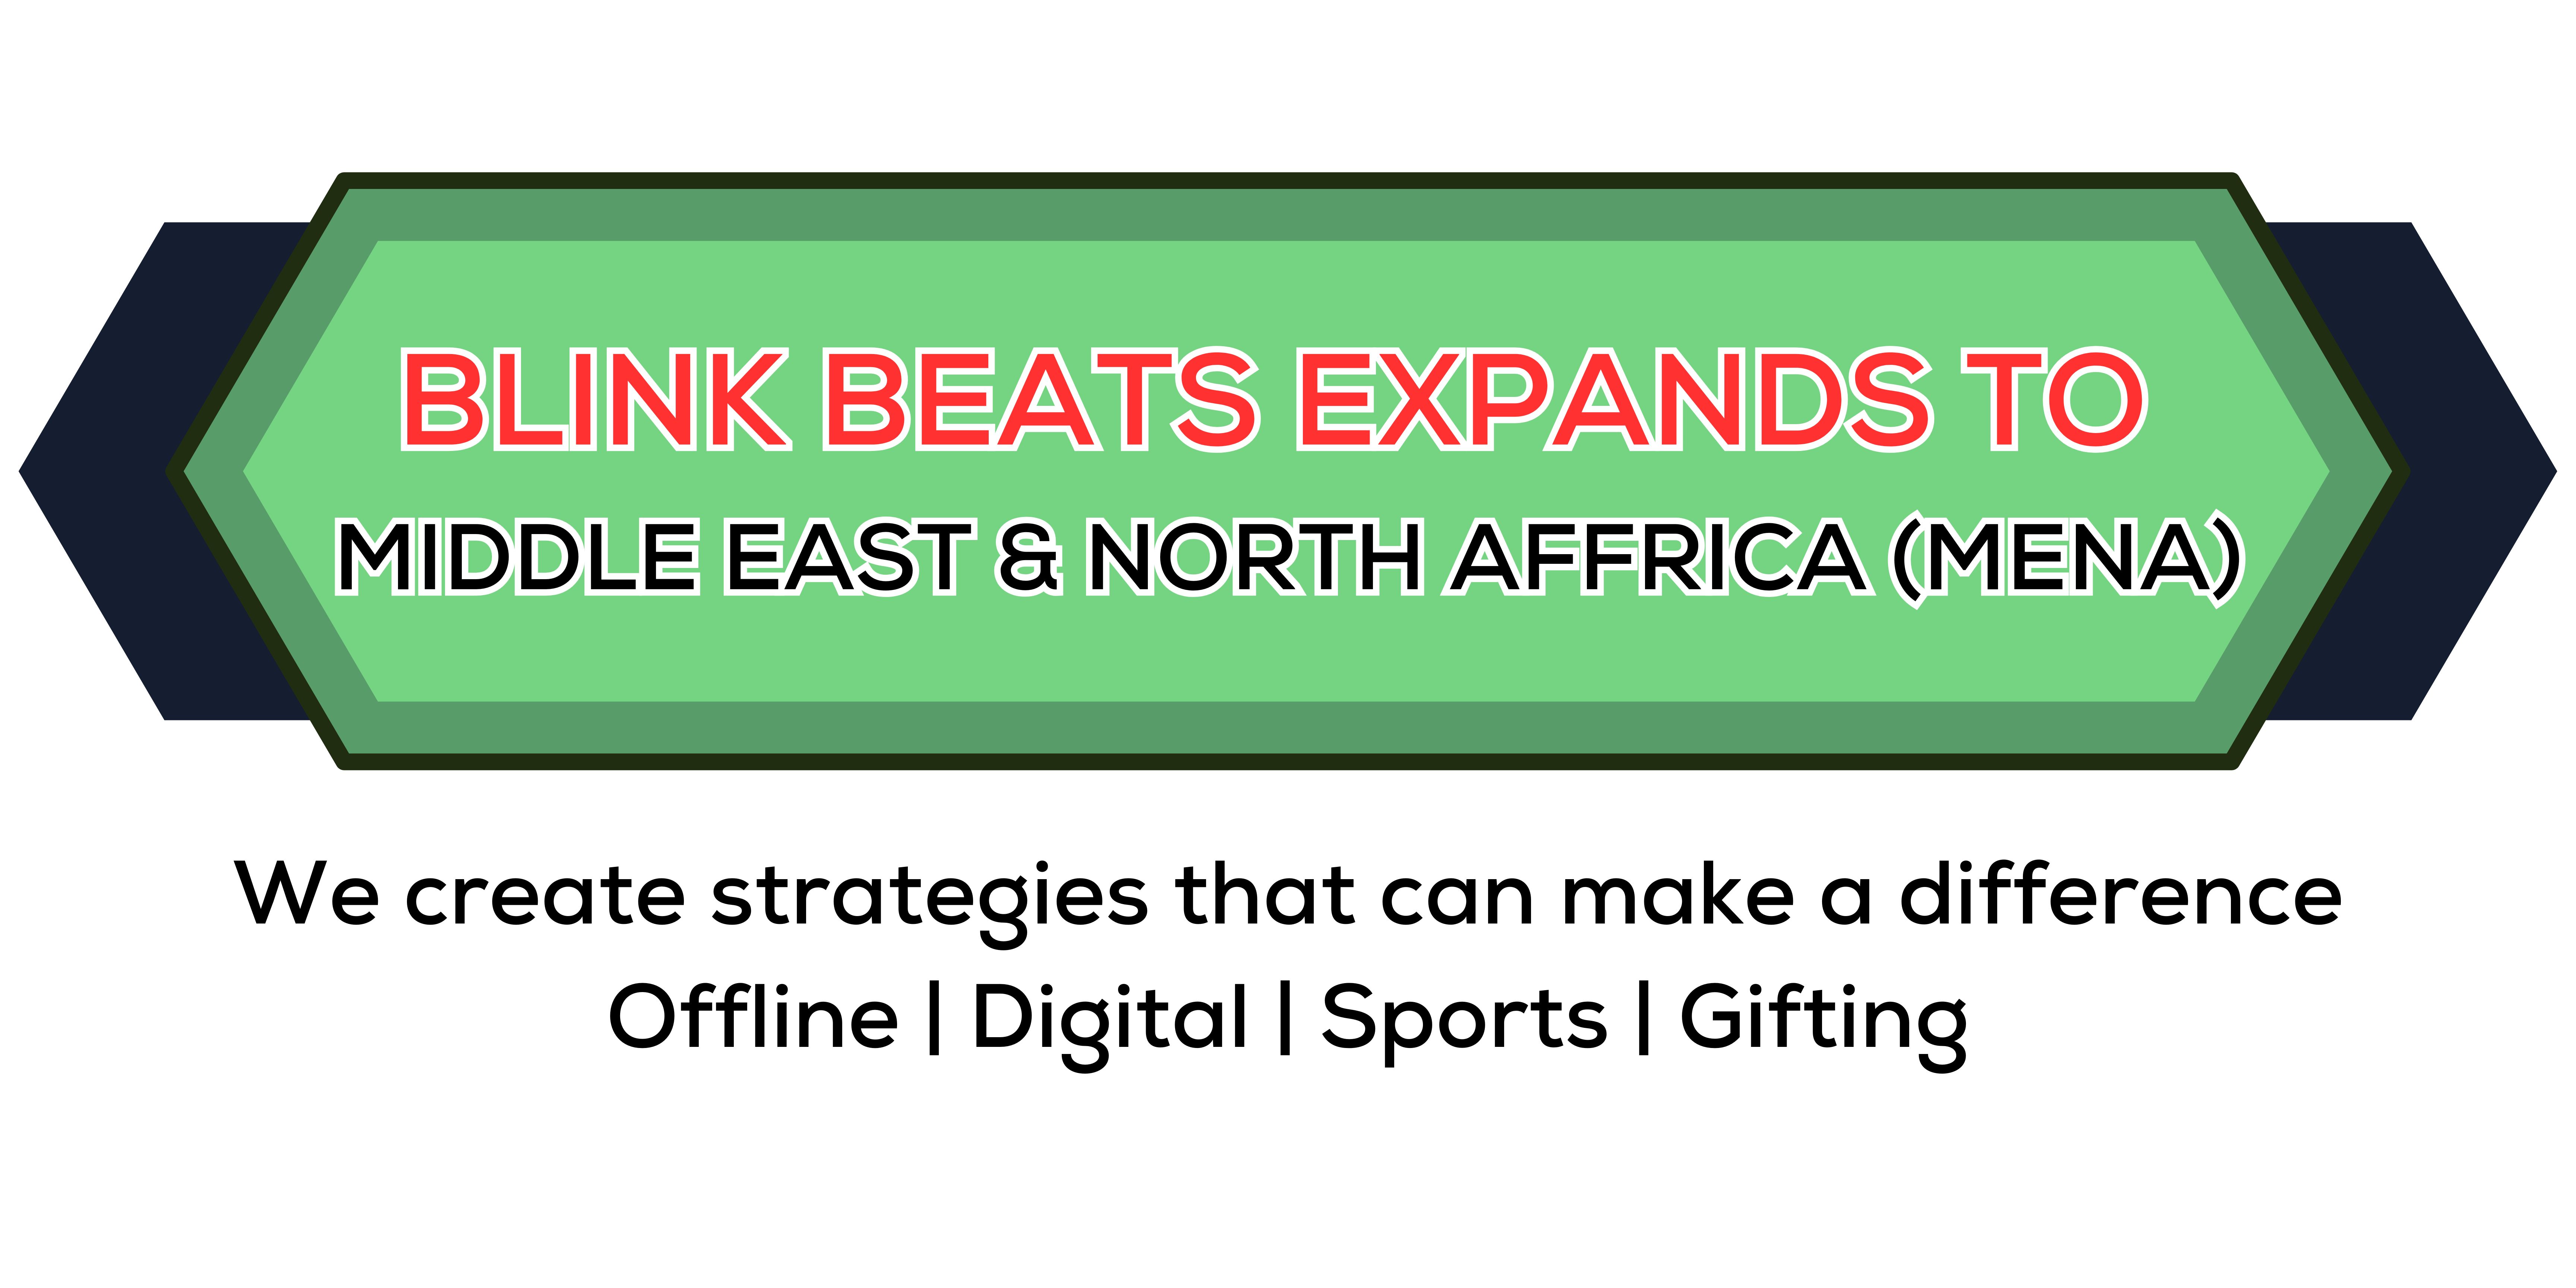 BLINK BEATS EXPANDS TO
MIDDLE EAST & NORTH AFFRICA (MENA)
We create strategies that can make a difference
Offline | Digital | Sports | Gifting